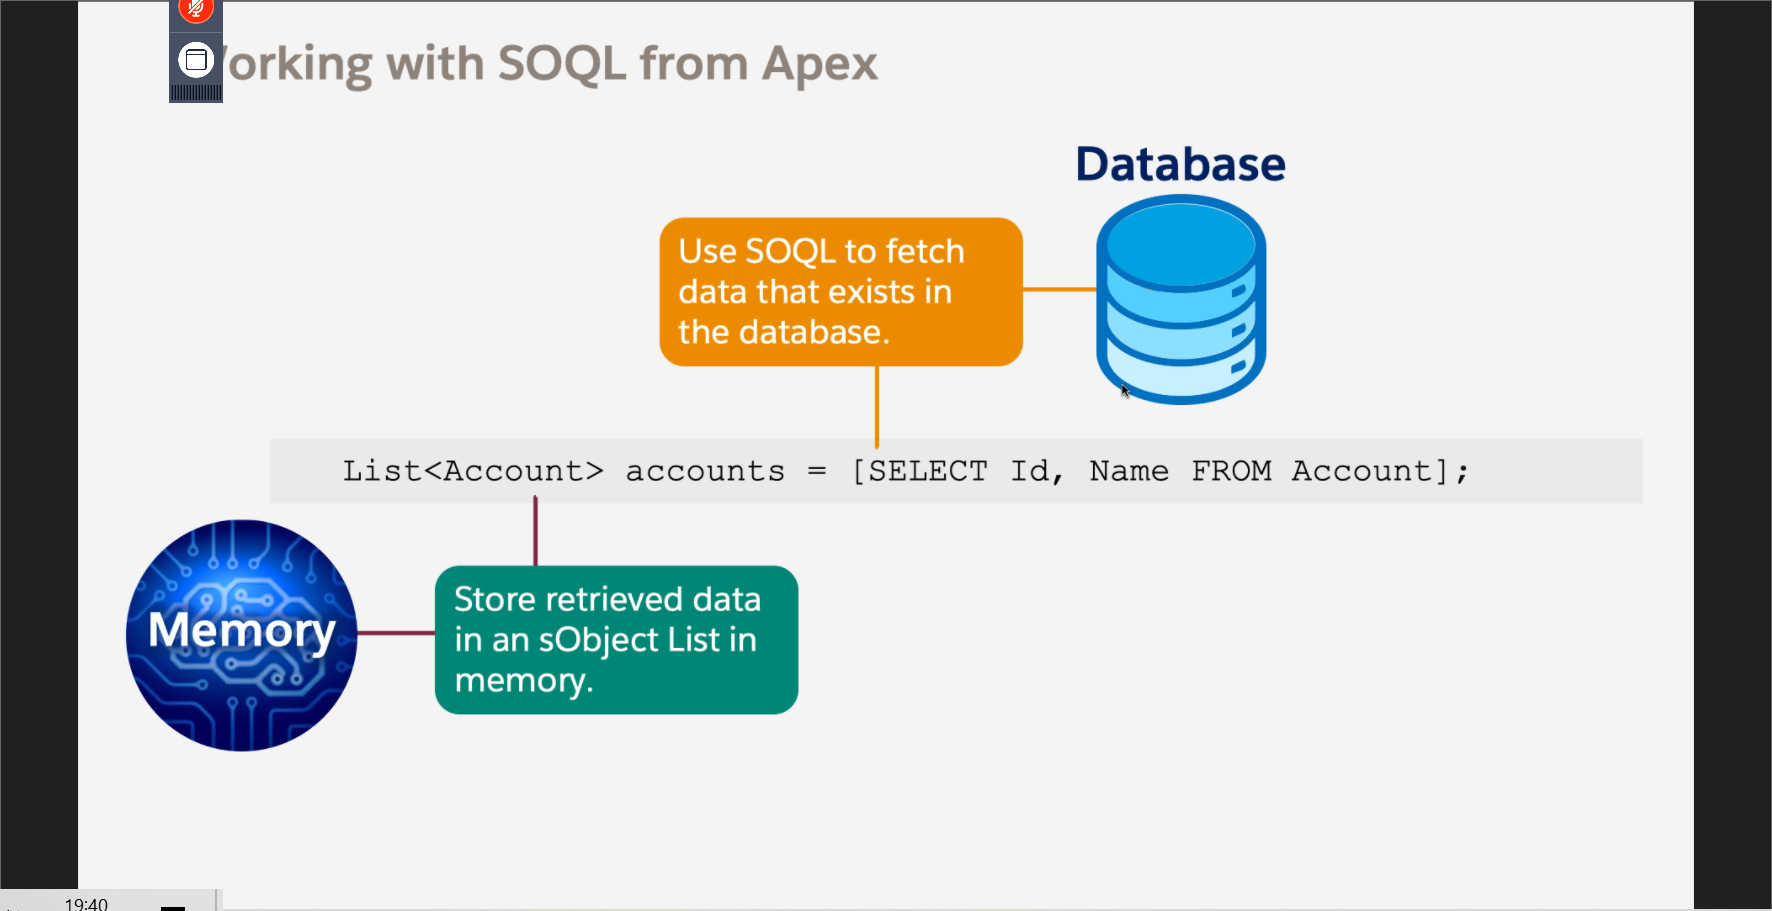 orking with SOQL from Apex
Database
Use SOQL to fetch
data that exists in
the database.
List<Account> accounts = [SELECT Id, Name FROM Account];
Memory
Store retrieved data
in an sObject List in
memory.
19:40